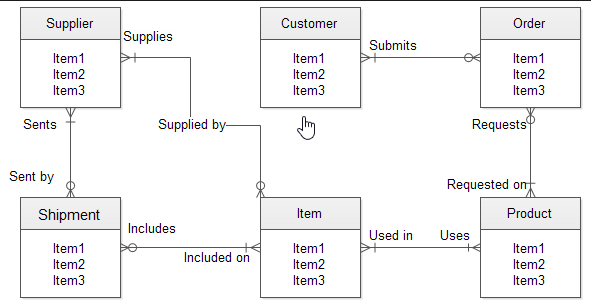 Supplier
Item1
Item2
Item3
Supplies
Customer
Item1
Item2
Item3
Submits
Order
Item1
Item2
Item3
Sents
Supplied by
Requests
Sent by
Requested on
Shipment
Item1
Item2
Item3
Includes
Included on
Item
Item1
Item2
Item3
Used in
Uses
Product
Item1
Item2
Item3